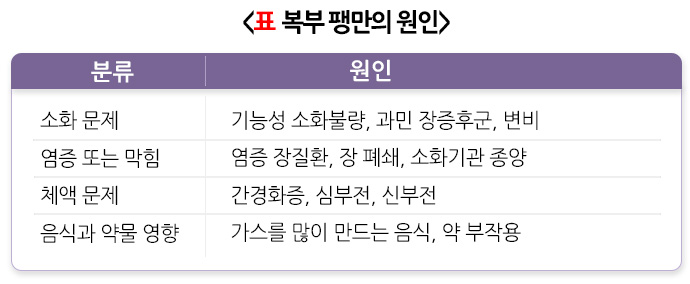 <표 복부 팽만의 원인>
분류 원인
소화 문제 기능성 소화불량, 과민 장증후군, 변비
염증 또는 막힘 염증 장질환, 장 폐쇄, 소화기관 종양
체액 문제 간경화증, 심부전, 신부전
음식과 약물 영향 가스를 많이 만드는 음식, 약 부작용